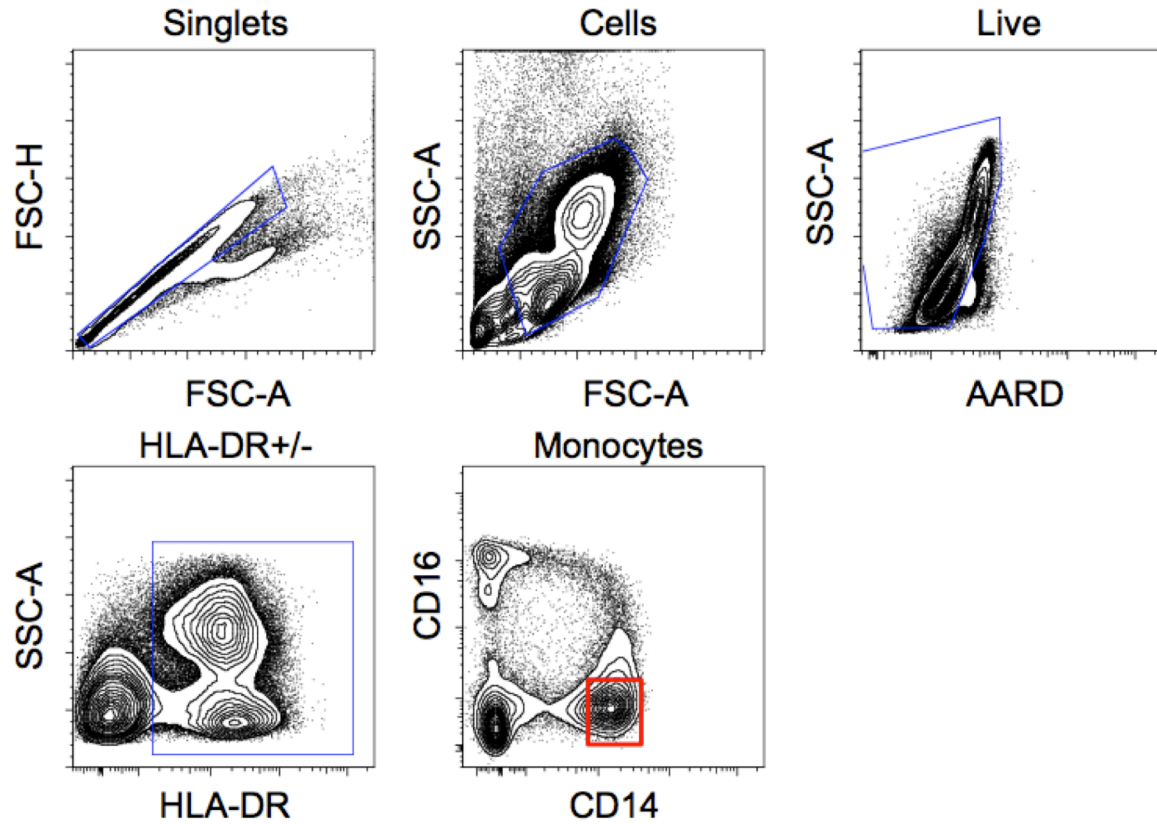 Singlets
FSC-H
FSC-A
Cells
SSC-A
FSC-A
Live
SSC-A
AARD
HLA-DR+/-
SSC-A
HLA-DR
Monocytes
CD16
CD14